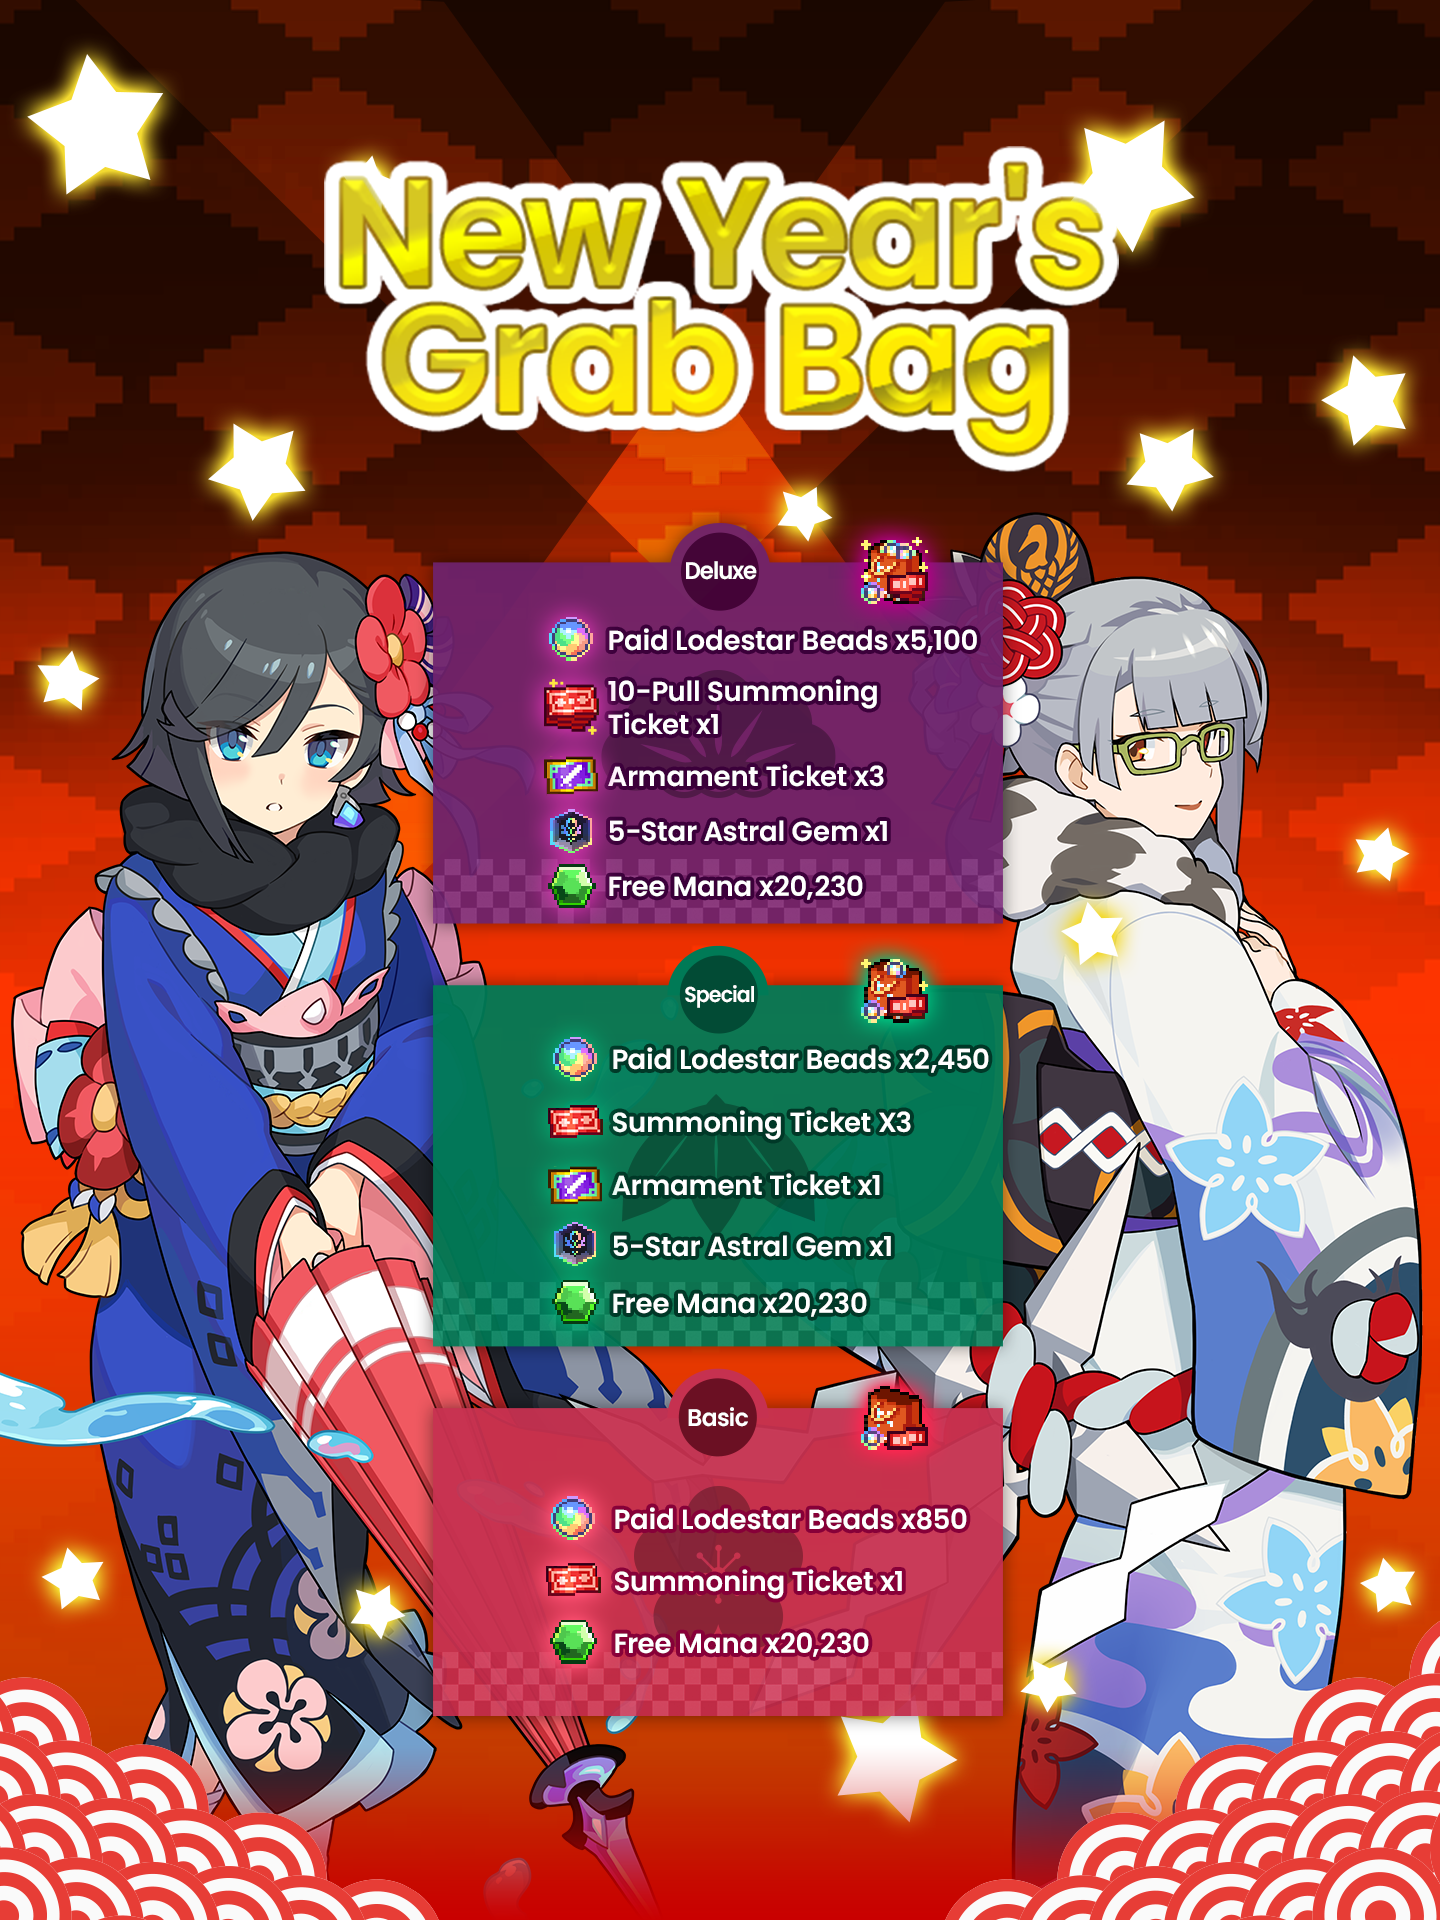 New Year's
Grab Bag
Deluxe
Paid Lodestar Beads x5,100
10-Pull Summoning
Ticket x1
Armament Ticket x3
5-Star Astral Gem x1
Free Mana x20,230
Special
Paid Lodestar Beads x2,450
Summoning Ticket X3
Armament Ticket x1
5-Star Astral Gem x1
Free Mana x20,230
Basic
Paid Lodestar Beads x850
Summoning Ticket x1
Free Mana x20,230